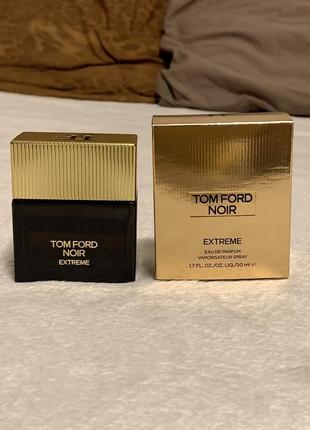 TOM FORD
NOIR
EXTREME
TOM FORD
NOIR
EXTREME
EAU DE PARFUM
VAPORISATEUR SPRAY
1.7 FL.OZ./OZ. LIQ./50 ml ℮